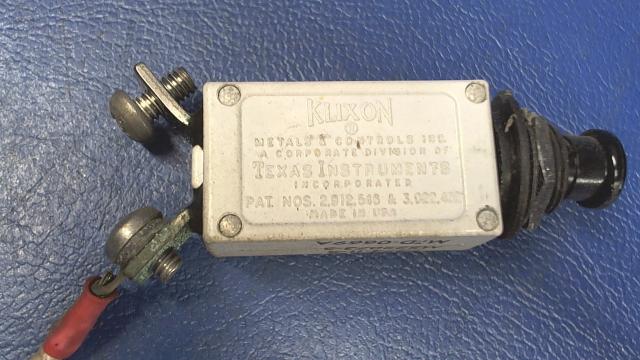 KLIXON
®
METALS & CONTROLS INC.
A CORPORATE DIVISION OF
TEXAS INSTRUMENTS
INCORPORATED
PAT. NOS. 2,912,546 & 3,022,402
MADE IN USA